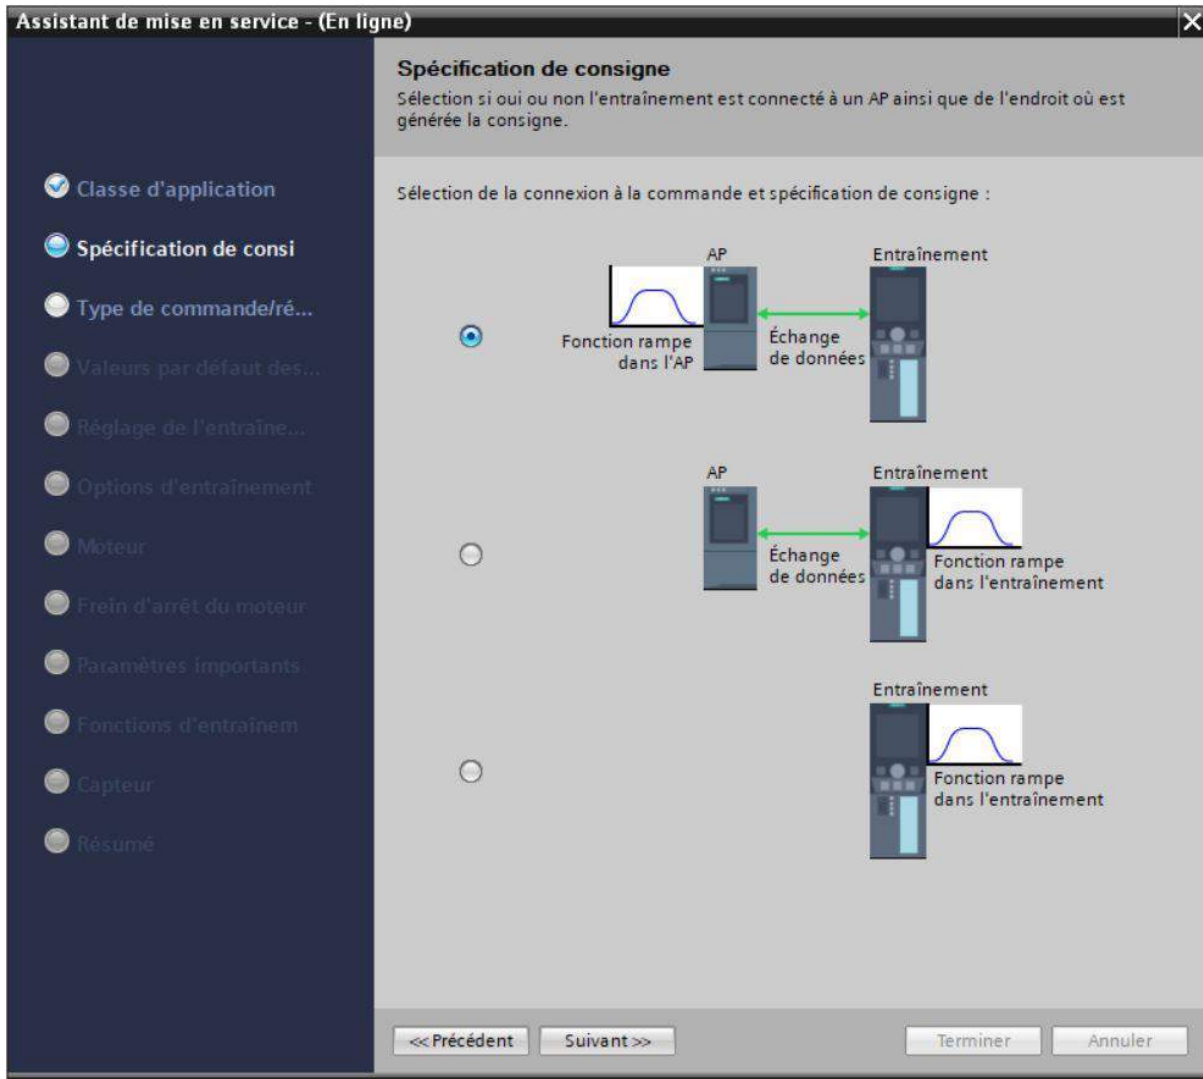 Assistant de mise en service - (En ligne)
Spécification de consigne
Sélection si oui ou non l'entraînement est connecté à un AP ainsi que de l'endroit où est
générée la consigne.
Classe d'application
Spécification de consi
Type de commande/ré...
Valeurs par défaut des...
Réglage de l'entraîne...
Options d'entraînement
Moteur
Frein d'arrêt du moteur
Paramètres importants
Fonctions d'entraînem
Capteur
Résumé
Sélection de la connexion à la commande et spécification de consigne :
AP
Entraînement
Fonction rampe
dans l'AP
Échange
de données
AP
Entraînement
Échange
de données
Fonction rampe
dans l'entraînement
Entraînement
Fonction rampe
dans l'entraînement
<< Précédent
Suivant >>
Terminer
Annuler